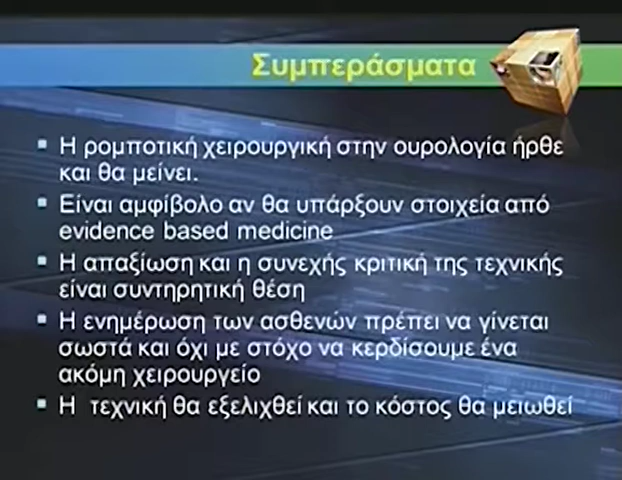 Συμπεράσματα
Η ρομποτική χειρουργική στην ουρολογία ήρθε
και θα μείνει.
Είναι αμφίβολο αν θα υπάρξουν στοιχεία από
evidence based medicine
Η απαξίωση και η συνεχής κριτική της τεχνικής
είναι συντηρητική θέση
Η ενημέρωση των ασθενών πρέπει να γίνεται
σωστά και όχι με στόχο να κερδίσουμε ένα
ακόμη χειρουργείο
Η τεχνική θα εξελιχθεί και το κόστος θα μειωθεί